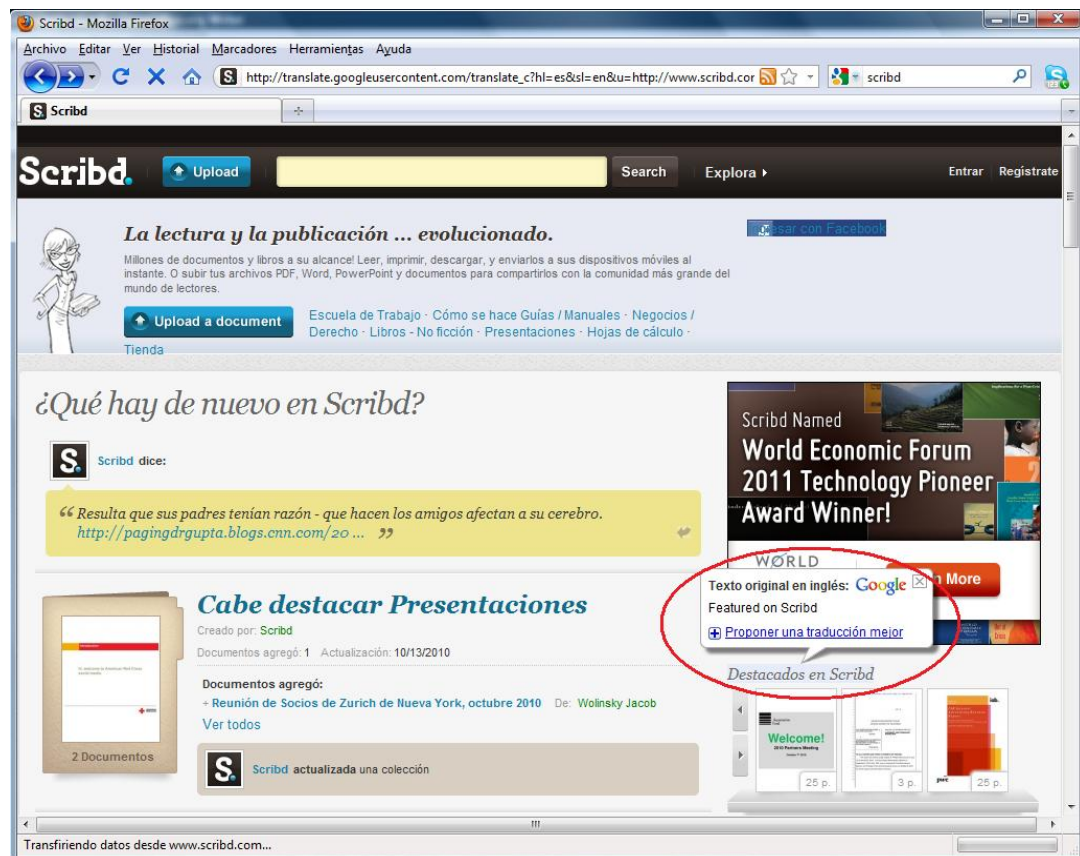 Scribd - Mozilla Firefox
Archivo Editar Ver Historial Marcadores Herramientas Ayuda
http://translate.googleusercontent.com/translate_c?hl=es&sl=en&u=http://www.scribd.cor
scribd
S. Scribd
Scribd. Upload Search Explora Entrar Regístrate
La lectura y la publicación ... evolucionado.
esar con Facebook
Millones de documentos y libros a su alcance! Leer, imprimir, descargar, y enviarlos a sus dispositivos móviles al
instante. O subir tus archivos PDF, Word, PowerPoint y documentos para compartirlos con la comunidad más grande del
mundo de lectores.
Upload a document
Escuela de Trabajo · Cómo se hace Guías / Manuales · Negocios /
Derecho · Libros - No ficción · Presentaciones · Hojas de cálculo ·
Tienda
¿Qué hay de nuevo en Scribd?
S. Scribd dice:
“ Resulta que sus padres tenían razón - que hacen los amigos afectan a su cerebro.
http://pagingdrgupta.blogs.cnn.com/20 ... ”
Cabe destacar Presentaciones
Creado por: Scribd
Documentos agregó: 1 Actualización: 10/13/2010
Documentos agregó:
+ Reunión de Socios de Zurich de Nueva York, octubre 2010 De: Wolinsky Jacob
Ver todos
2 Documentos
S. Scribd actualizada una colección
Scribd Named
World Economic Forum
2011 Technology Pioneer
Award Winner!
WORLD
More
Texto original en inglés: Google
Featured on Scribd
Proponer una traducción mejor
Destacados en Scribd
Welcome!
2010 Partners Meeting
25 p.
3 p.
pwc
25 p.
Transfiriendo datos desde www.scribd.com...